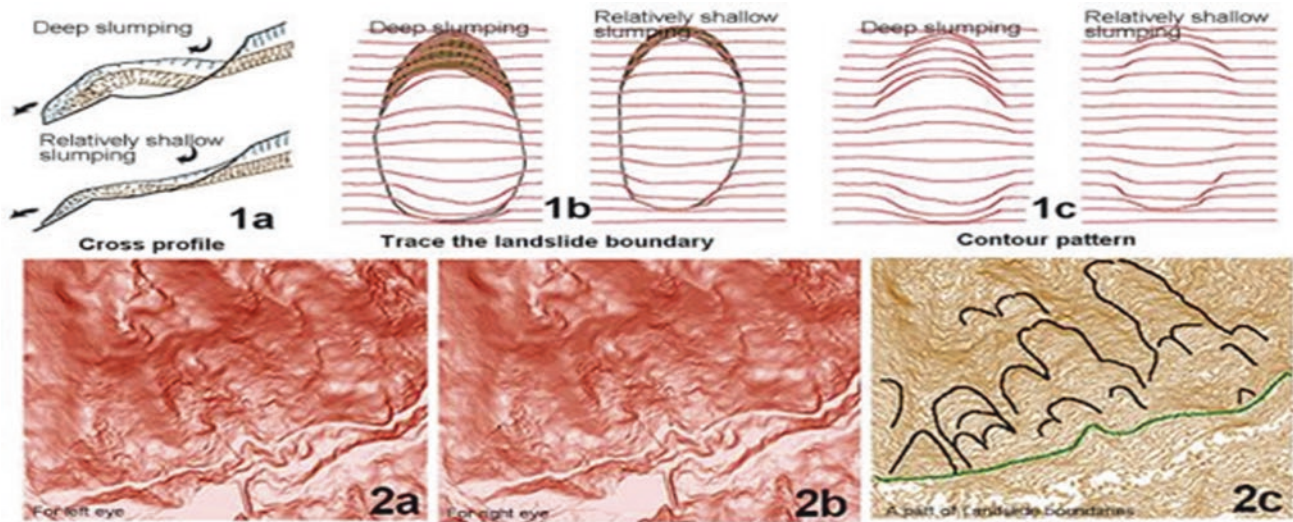 Deep slumping
Relatively shallow
slumping
1a
Cross profile
Deep slumping
Relatively shallow
slumping
1b
Trace the landslide boundary
Deep slumping
Relatively shallow
slumping
1c
Contour pattern
For left eye
2a
For right eye
2b
A part of Landslide boundaries
2c